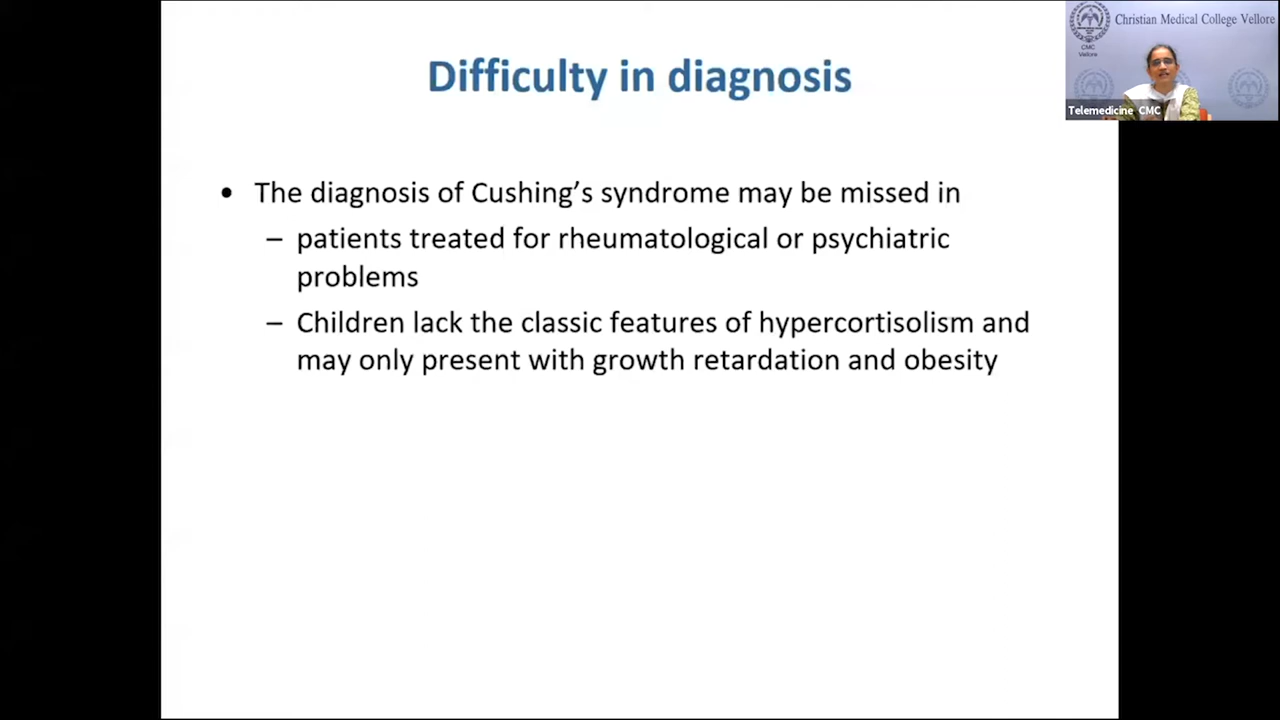 Difficulty in diagnosis
• The diagnosis of Cushing’s syndrome may be missed in
– patients treated for rheumatological or psychiatric
problems
– Children lack the classic features of hypercortisolism and
may only present with growth retardation and obesity
Christian Medical College Vellore
CMC
Vellore
Telemedicine CMC